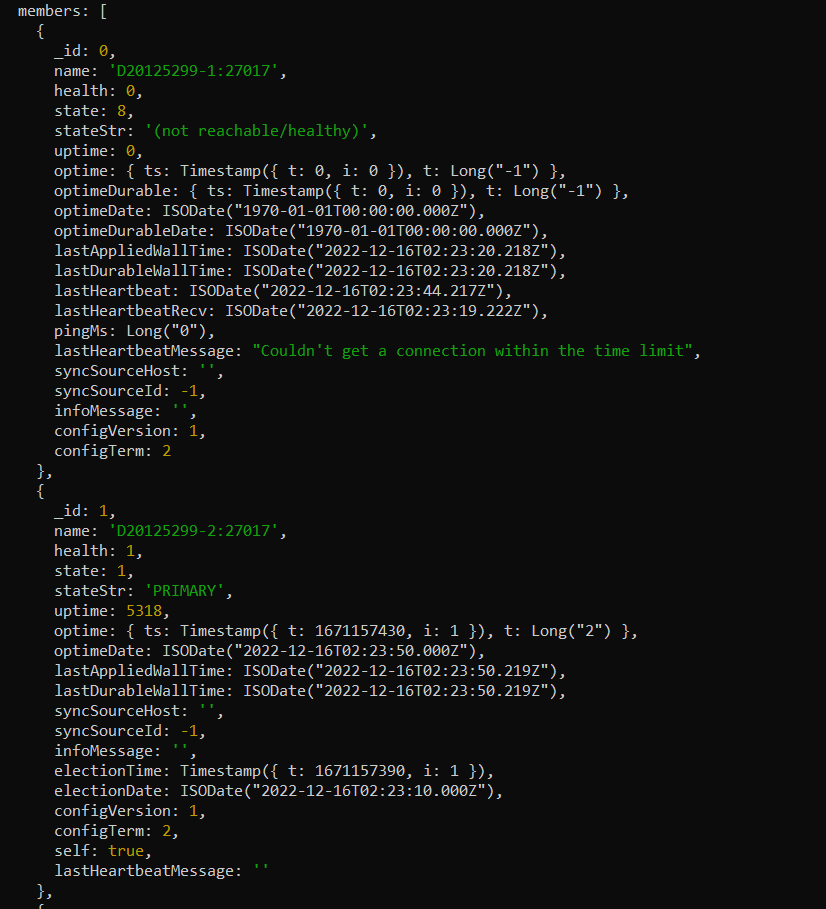 members: [
{
_id: 0,
name: 'D20125299-1:27017',
health: 0,
state: 8,
stateStr: '(not reachable/healthy)',
uptime: 0,
optime: { ts: Timestamp({ t: 0, i: 0 }), t: Long("-1") },
optimeDurable: { ts: Timestamp({ t: 0, i: 0 }), t: Long("-1") },
optimeDate: ISODate("1970-01-01T00:00:00.000Z"),
optimeDurableDate: ISODate("1970-01-01T00:00:00.000Z"),
lastAppliedWallTime: ISODate("2022-12-16T02:23:20.218Z"),
lastDurableWallTime: ISODate("2022-12-16T02:23:20.218Z"),
lastHeartbeat: ISODate("2022-12-16T02:23:44.217Z"),
lastHeartbeatRecv: ISODate("2022-12-16T02:23:19.222Z"),
pingMs: Long("0"),
lastHeartbeatMessage: "Couldn't get a connection within the time limit",
syncSourceHost: '',
syncSourceId: -1,
infoMessage: '',
configVersion: 1,
configTerm: 2
},
{
_id: 1,
name: 'D20125299-2:27017',
health: 1,
state: 1,
stateStr: 'PRIMARY',
uptime: 5318,
optime: { ts: Timestamp({ t: 1671157430, i: 1 }), t: Long("2") },
optimeDate: ISODate("2022-12-16T02:23:50.000Z"),
lastAppliedWallTime: ISODate("2022-12-16T02:23:50.219Z"),
lastDurableWallTime: ISODate("2022-12-16T02:23:50.219Z"),
syncSourceHost: '',
syncSourceId: -1,
infoMessage: '',
electionTime: Timestamp({ t: 1671157390, i: 1 }),
electionDate: ISODate("2022-12-16T02:23:10.000Z"),
configVersion: 1,
configTerm: 2,
self: true,
lastHeartbeatMessage: ''
},
{